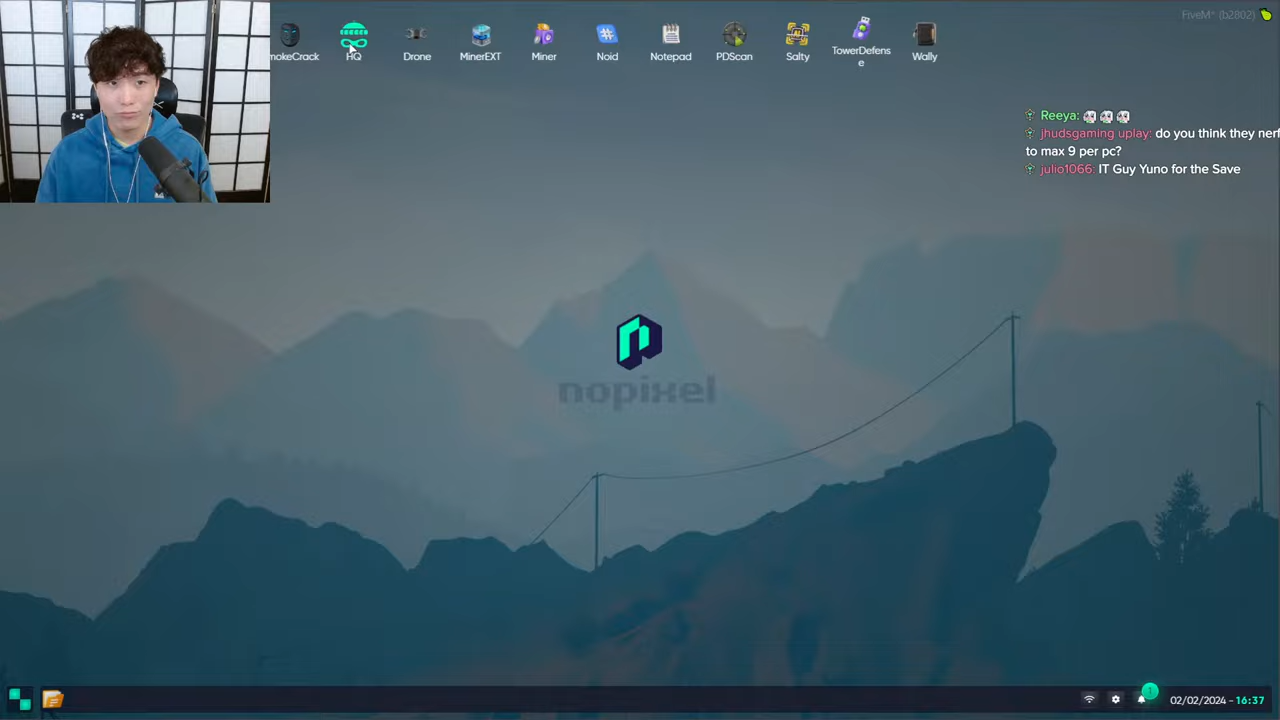 FiveM* (b2802)
mokeCrack
HQ
Drone
MinerEXT
Miner
Noid
Notepad
PDScan
Salty
TowerDefens
e
Wally
Reeya:
jhudsgaming uplay: do you think they nerf
to max 9 per pc?
julio1066: IT Guy Yuno for the Save
nopixel
1
02/02/2024 - 16:37